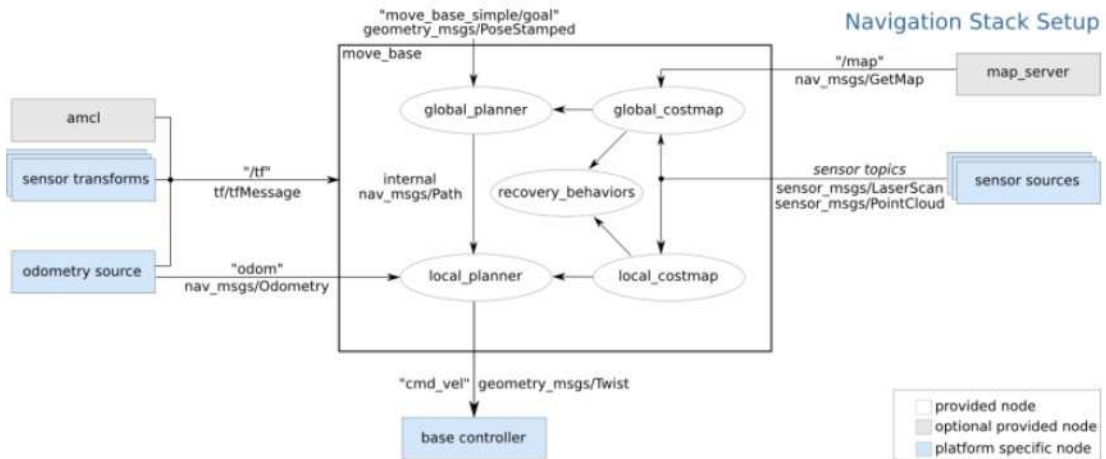 "move_base_simple/goal"
geometry_msgs/PoseStamped
Navigation Stack Setup
move_base
"/map"
nav_msgs/GetMap
map_server
global_planner
global_costmap
amcl
sensor transforms
"/tf"
tf/tfMessage
internal
nav_msgs/Path
recovery_behaviors
sensor topics
sensor_msgs/LaserScan
sensor_msgs/PointCloud
sensor sources
odometry source
"odom"
nav_msgs/Odometry
local_planner
local_costmap
"cmd_vel" geometry_msgs/Twist
base controller
provided node
optional provided node
platform specific node